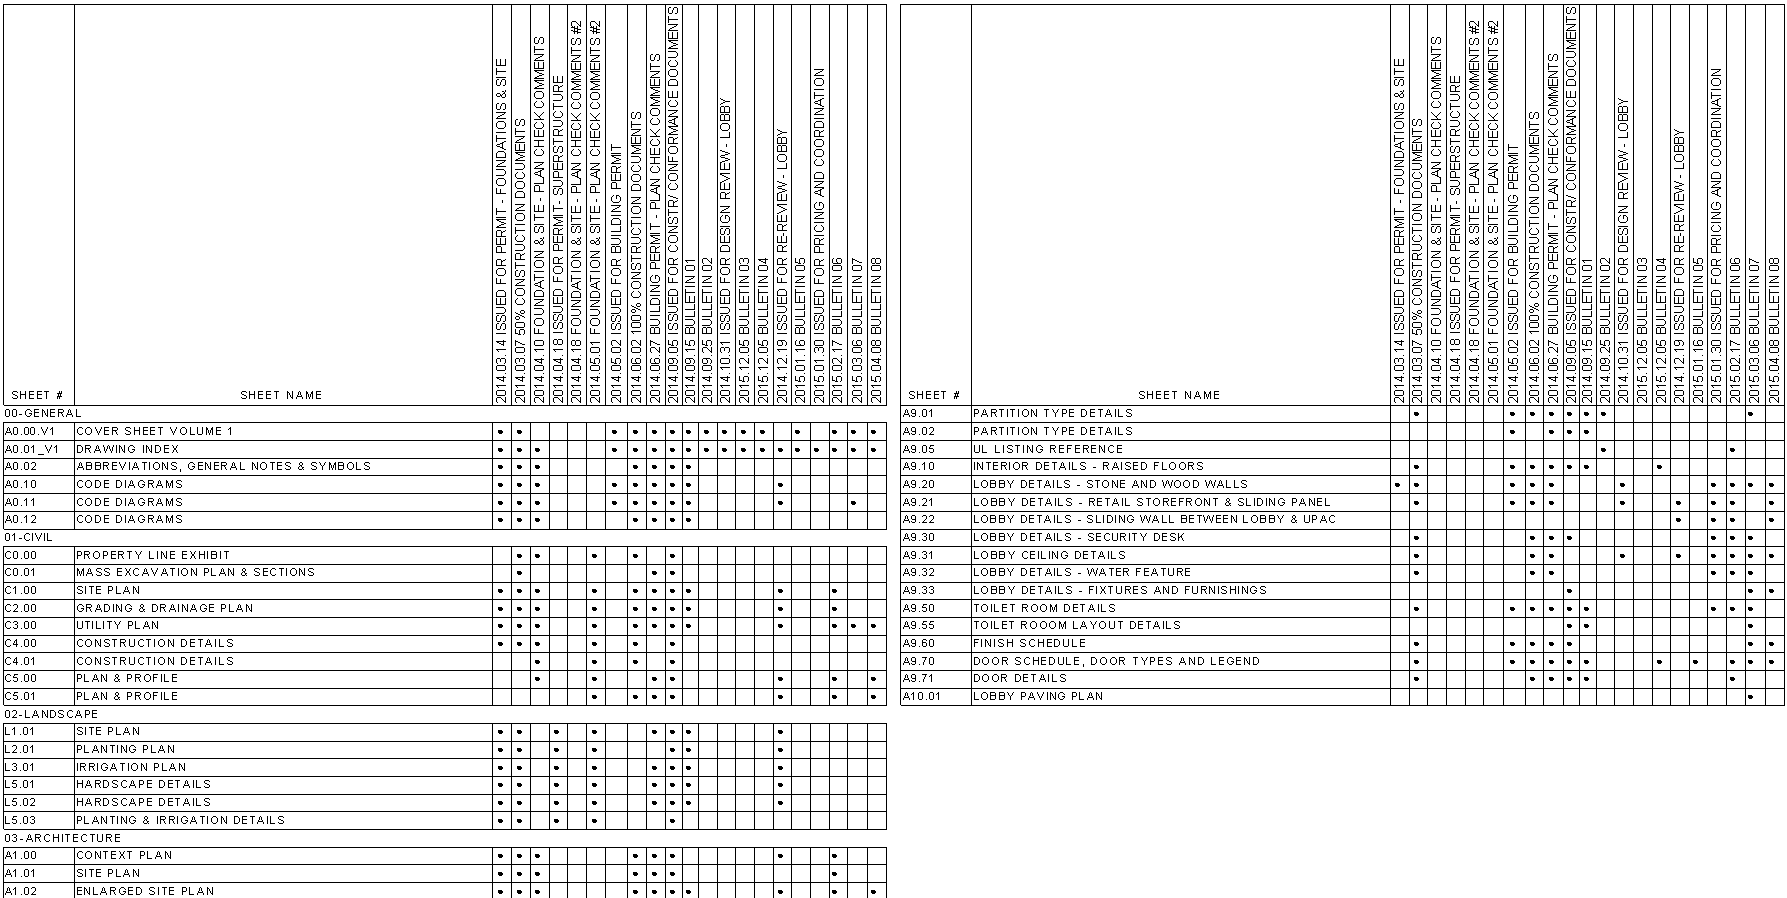 SHEET #
SHEET NAME
2014.03.14 ISSUED FOR PERMIT - FOUNDATIONS & SITE
2014.03.07 50% CONSTRUCTION DOCUMENTS
2014.04.10 FOUNDATION & SITE - PLAN CHECK COMMENTS
2014.04.18 ISSUED FOR PERMIT- SUPERSTRUCTURE
2014.04.18 FOUNDATION & SITE - PLAN CHECK COMMENTS #2
2014.05.01 FOUNDATION & SITE - PLAN CHECK COMMENTS #2
2014.05.02 ISSUED FOR BUILDING PERMIT
2014.06.02 100% CONSTRUCTION DOCUMENTS
2014.06.27 BUILDING PERMIT - PLAN CHECK COMMENTS
2014.09.05 ISSUED FOR CONSTR/ CONFORMANCE DOCUMENTS
2014.09.15 BULLETIN 01
2014.09.25 BULLETIN 02
2014.10.31 ISSUED FOR DESIGN REVIEW - LOBBY
2015.12.05 BULLETIN 03
2015.12.05 BULLETIN 04
2014.12.19 ISSUED FOR RE-REVIEW - LOBBY
2015.01.16 BULLETIN 05
2015.01.30 ISSUED FOR PRICING AND COORDINATION
2015.02.17 BULLETIN 06
2015.03.06 BULLETIN 07
2015.04.08 BULLETIN 08
00-GENERAL
A0.00.V1 COVER SHEET VOLUME 1
A0.01_V1 DRAWING INDEX
A0.02 ABBREVIATIONS, GENERAL NOTES & SYMBOLS
A0.10 CODE DIAGRAMS
A0.11 CODE DIAGRAMS
A0.12 CODE DIAGRAMS
01-CIVIL
C0.00 PROPERTY LINE EXHIBIT
C0.01 MASS EXCAVATION PLAN & SECTIONS
C1.00 SITE PLAN
C2.00 GRADING & DRAINAGE PLAN
C3.00 UTILITY PLAN
C4.00 CONSTRUCTION DETAILS
C4.01 CONSTRUCTION DETAILS
C5.00 PLAN & PROFILE
C5.01 PLAN & PROFILE
02-LANDSCAPE
L1.01 SITE PLAN
L2.01 PLANTING PLAN
L3.01 IRRIGATION PLAN
L5.01 HARDSCAPE DETAILS
L5.02 HARDSCAPE DETAILS
L5.03 PLANTING & IRRIGATION DETAILS
03-ARCHITECTURE
A1.00 CONTEXT PLAN
A1.01 SITE PLAN
A1.02 ENLARGED SITE PLAN
SHEET #
SHEET NAME
2014.03.14 ISSUED FOR PERMIT - FOUNDATIONS & SITE
2014.03.07 50% CONSTRUCTION DOCUMENTS
2014.04.10 FOUNDATION & SITE - PLAN CHECK COMMENTS
2014.04.18 ISSUED FOR PERMIT- SUPERSTRUCTURE
2014.04.18 FOUNDATION & SITE - PLAN CHECK COMMENTS #2
2014.05.01 FOUNDATION & SITE - PLAN CHECK COMMENTS #2
2014.05.02 ISSUED FOR BUILDING PERMIT
2014.06.02 100% CONSTRUCTION DOCUMENTS
2014.06.27 BUILDING PERMIT - PLAN CHECK COMMENTS
2014.09.05 ISSUED FOR CONSTR/ CONFORMANCE DOCUMENTS
2014.09.15 BULLETIN 01
2014.09.25 BULLETIN 02
2014.10.31 ISSUED FOR DESIGN REVIEW - LOBBY
2015.12.05 BULLETIN 03
2015.12.05 BULLETIN 04
2014.12.19 ISSUED FOR RE-REVIEW - LOBBY
2015.01.16 BULLETIN 05
2015.01.30 ISSUED FOR PRICING AND COORDINATION
2015.02.17 BULLETIN 06
2015.03.06 BULLETIN 07
2015.04.08 BULLETIN 08
A9.01 PARTITION TYPE DETAILS
A9.02 PARTITION TYPE DETAILS
A9.05 UL LISTING REFERENCE
A9.10 INTERIOR DETAILS - RAISED FLOORS
A9.20 LOBBY DETAILS - STONE AND WOOD WALLS
A9.21 LOBBY DETAILS - RETAIL STOREFRONT & SLIDING PANEL
A9.22 LOBBY DETAILS - SLIDING WALL BETWEEN LOBBY & UPAC
A9.30 LOBBY DETAILS - SECURITY DESK
A9.31 LOBBY CEILING DETAILS
A9.32 LOBBY DETAILS - WATER FEATURE
A9.33 LOBBY DETAILS - FIXTURES AND FURNISHINGS
A9.50 TOILET ROOM DETAILS
A9.55 TOILET ROOOM LAYOUT DETAILS
A9.60 FINISH SCHEDULE
A9.70 DOOR SCHEDULE, DOOR TYPES AND LEGEND
A9.71 DOOR DETAILS
A10.01 LOBBY PAVING PLAN